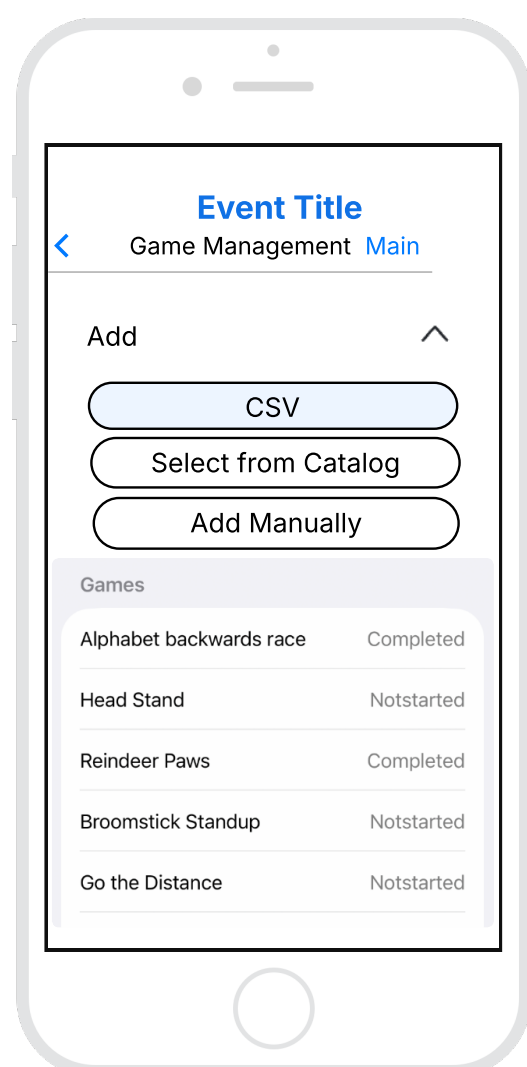 Event Title
Game Management Main
Add
CSV
Select from Catalog
Add Manually
Games
Alphabet backwards race Completed
Head Stand Notstarted
Reindeer Paws Completed
Broomstick Standup Notstarted
Go the Distance Notstarted